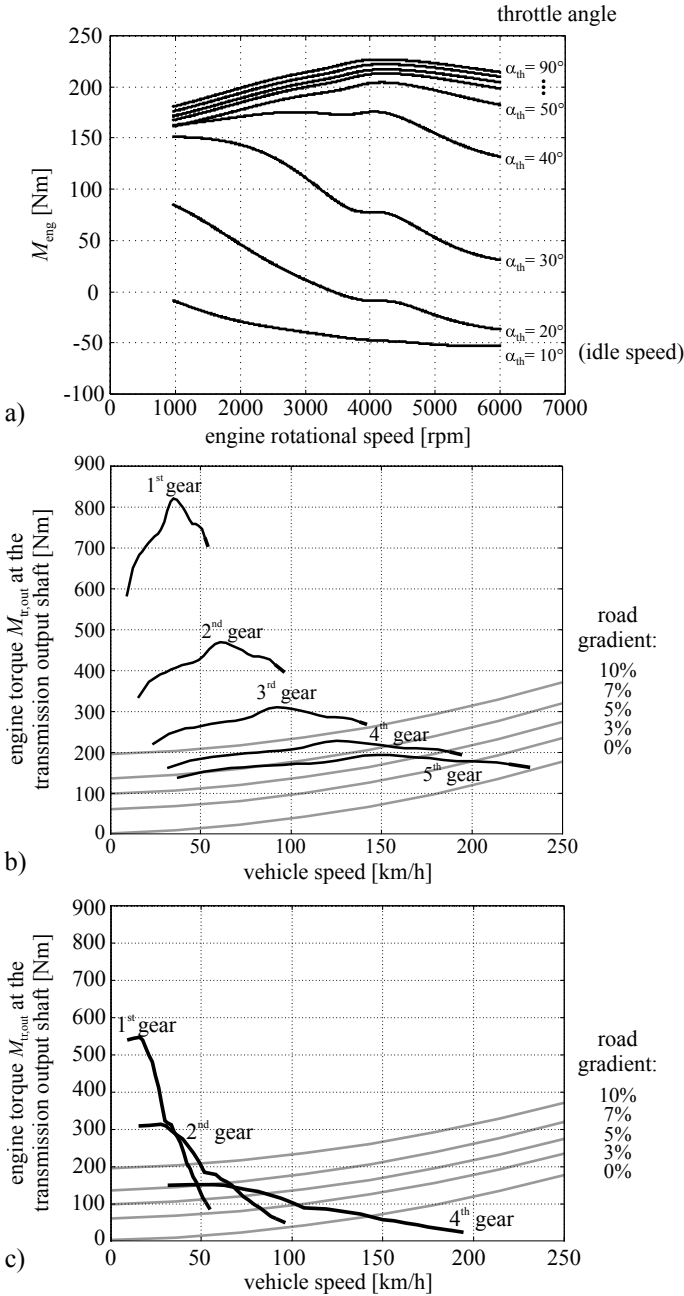 throttle angle
250
200
150
100
50
0
-50
-100
M_eng [Nm]
α_th = 90°
α_th = 50°
α_th = 40°
α_th = 30°
α_th = 20°
α_th = 10° (idle speed)
0 1000 2000 3000 4000 5000 6000 7000
engine rotational speed [rpm]
a)
900
800
700
600
500
400
300
200
100
0
engine torque M_tr,out at the
transmission output shaft [Nm]
1st gear
2nd gear
3rd gear
4th gear
5th gear
road
gradient:
10%
7%
5%
3%
0%
0 50 100 150 200 250
vehicle speed [km/h]
b)
900
800
700
600
500
400
300
200
100
0
engine torque M_tr,out at the
transmission output shaft [Nm]
1st gear
2nd gear
4th gear
road
gradient:
10%
7%
5%
3%
0%
0 50 100 150 200 250
vehicle speed [km/h]
c)